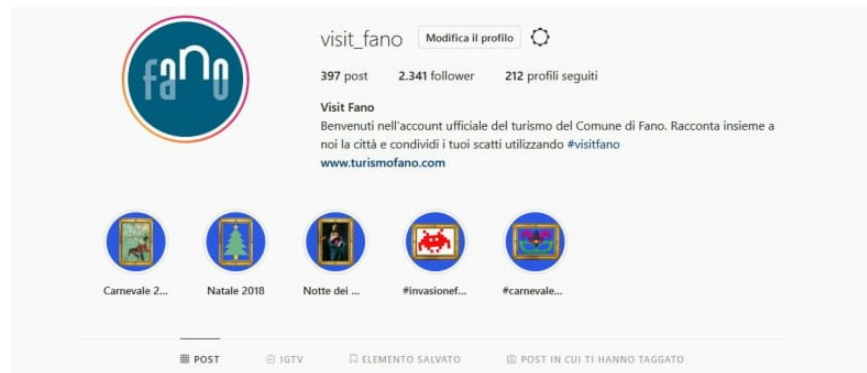 fano
visit_fano Modifica il profilo
397 post 2.341 follower 212 profili seguiti
Visit Fano
Benvenuti nell'account ufficiale del turismo del Comune di Fano. Racconta insieme a
noi la città e condividi i tuoi scatti utilizzando #visitfano
www.turismofano.com
Carnevale 2... Natale 2018 Notte dei ... #invasionef... #carnevale...
POST IGTV ELEMENTO SALVATO POST IN CUI TI HANNO TAGGATO